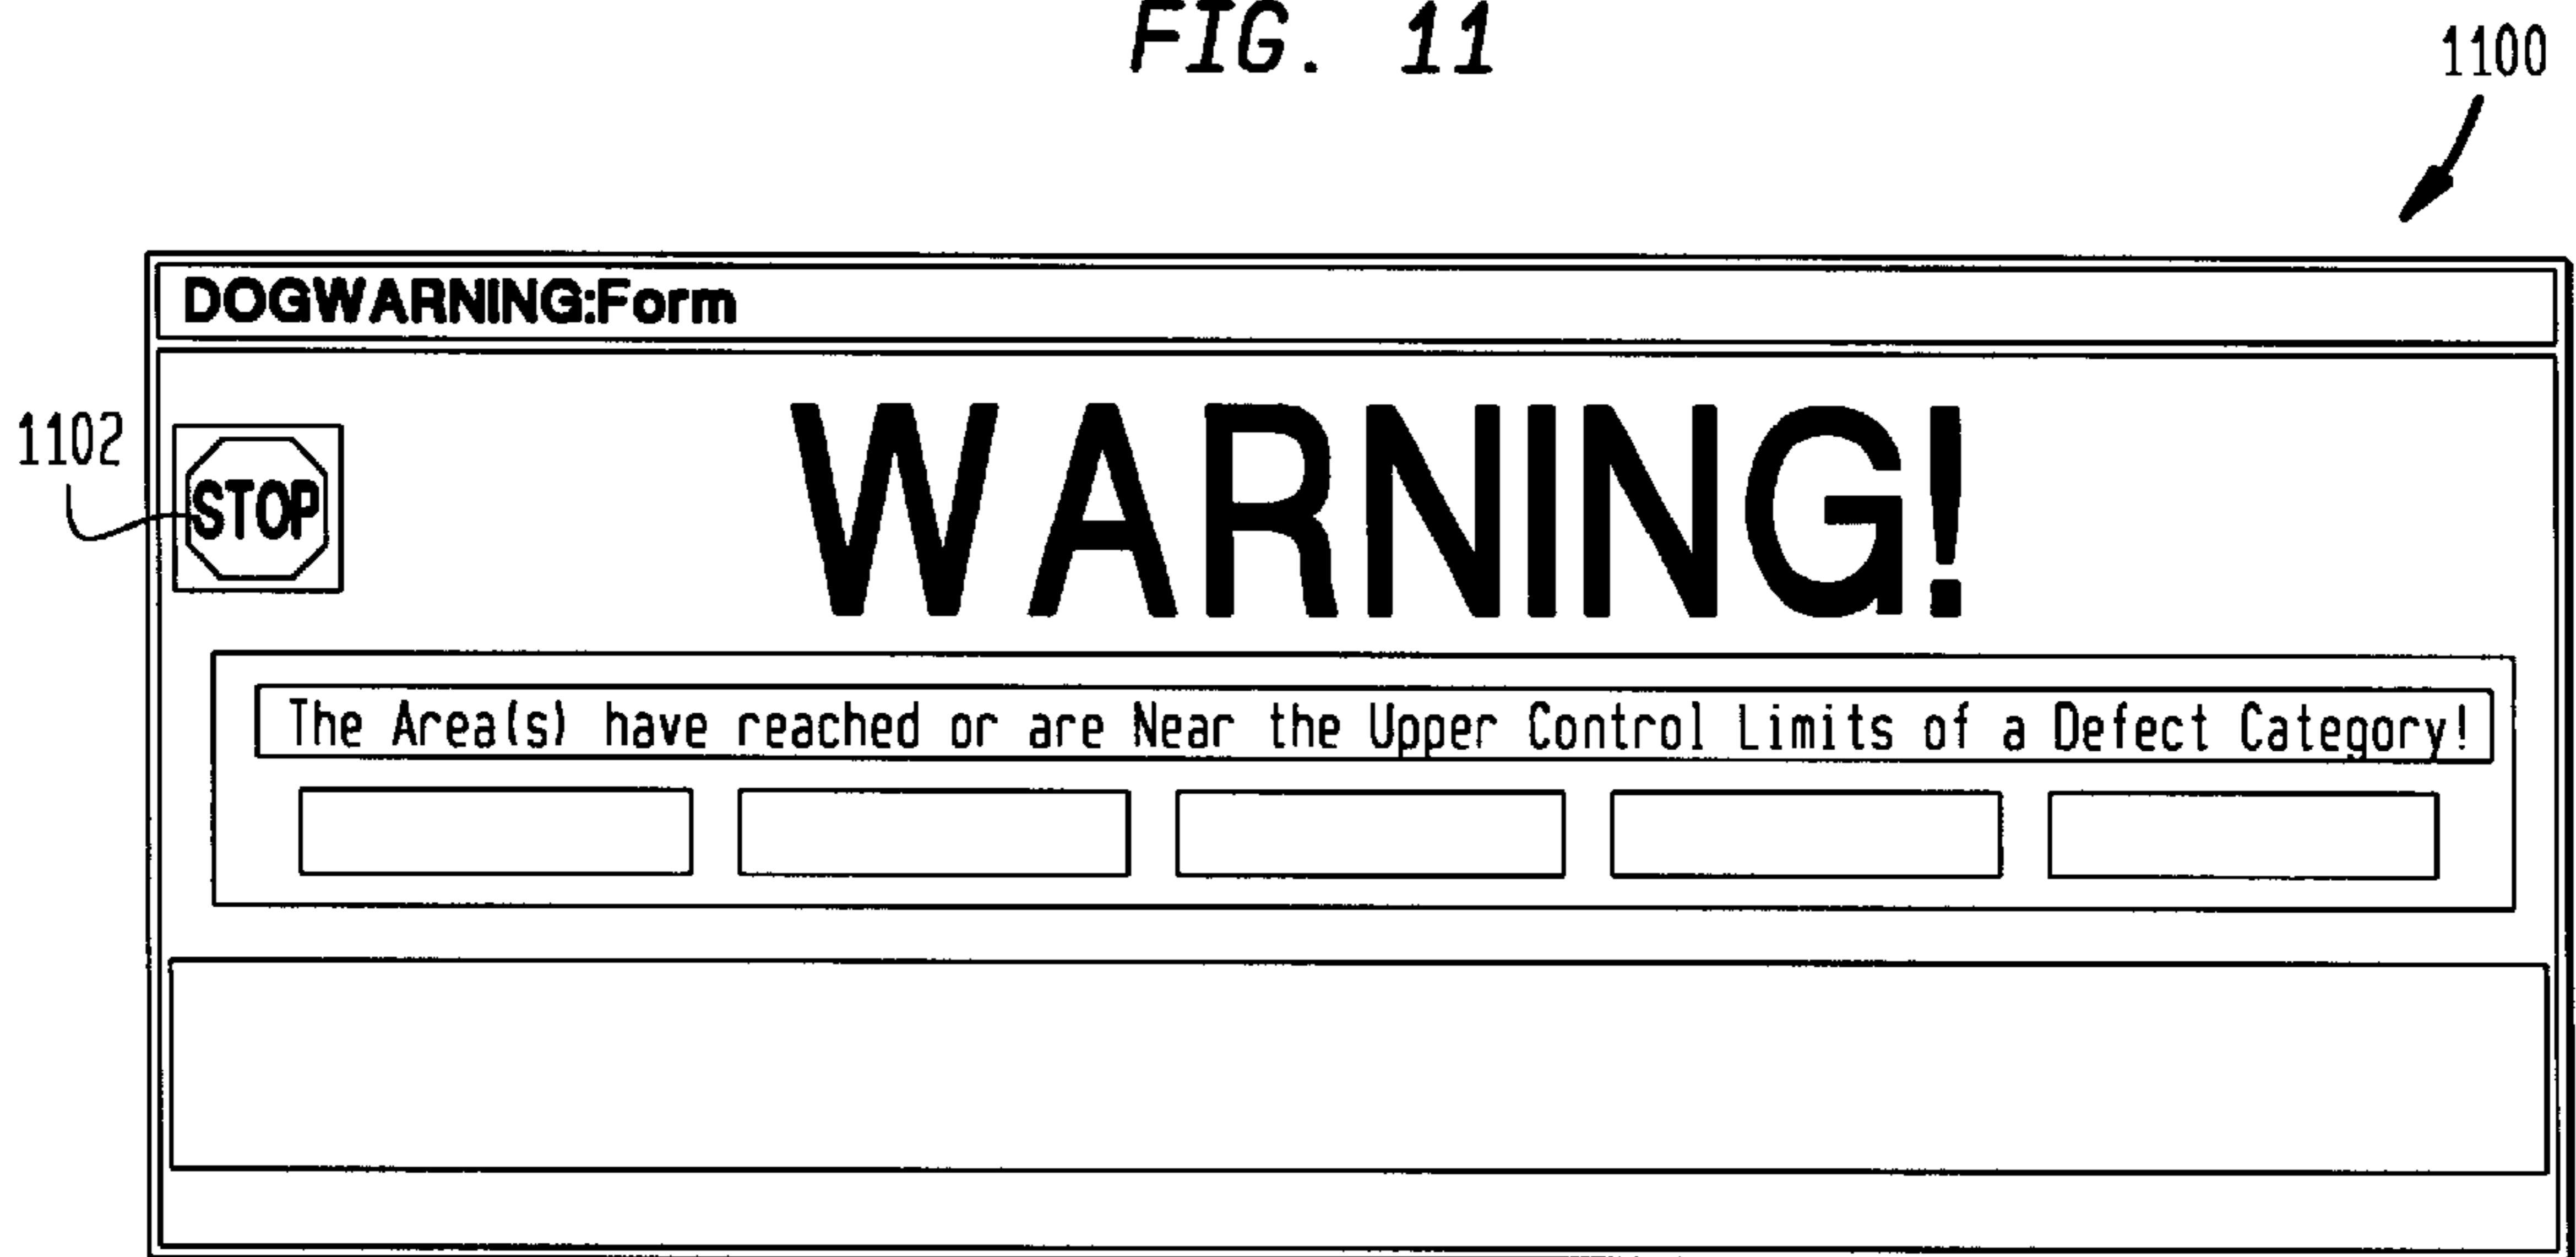 FIG. 11
1100
DOGWARNING:Form
1102
STOP
WARNING!
The Area(s) have reached or are Near the Upper Control Limits of a Defect Category!